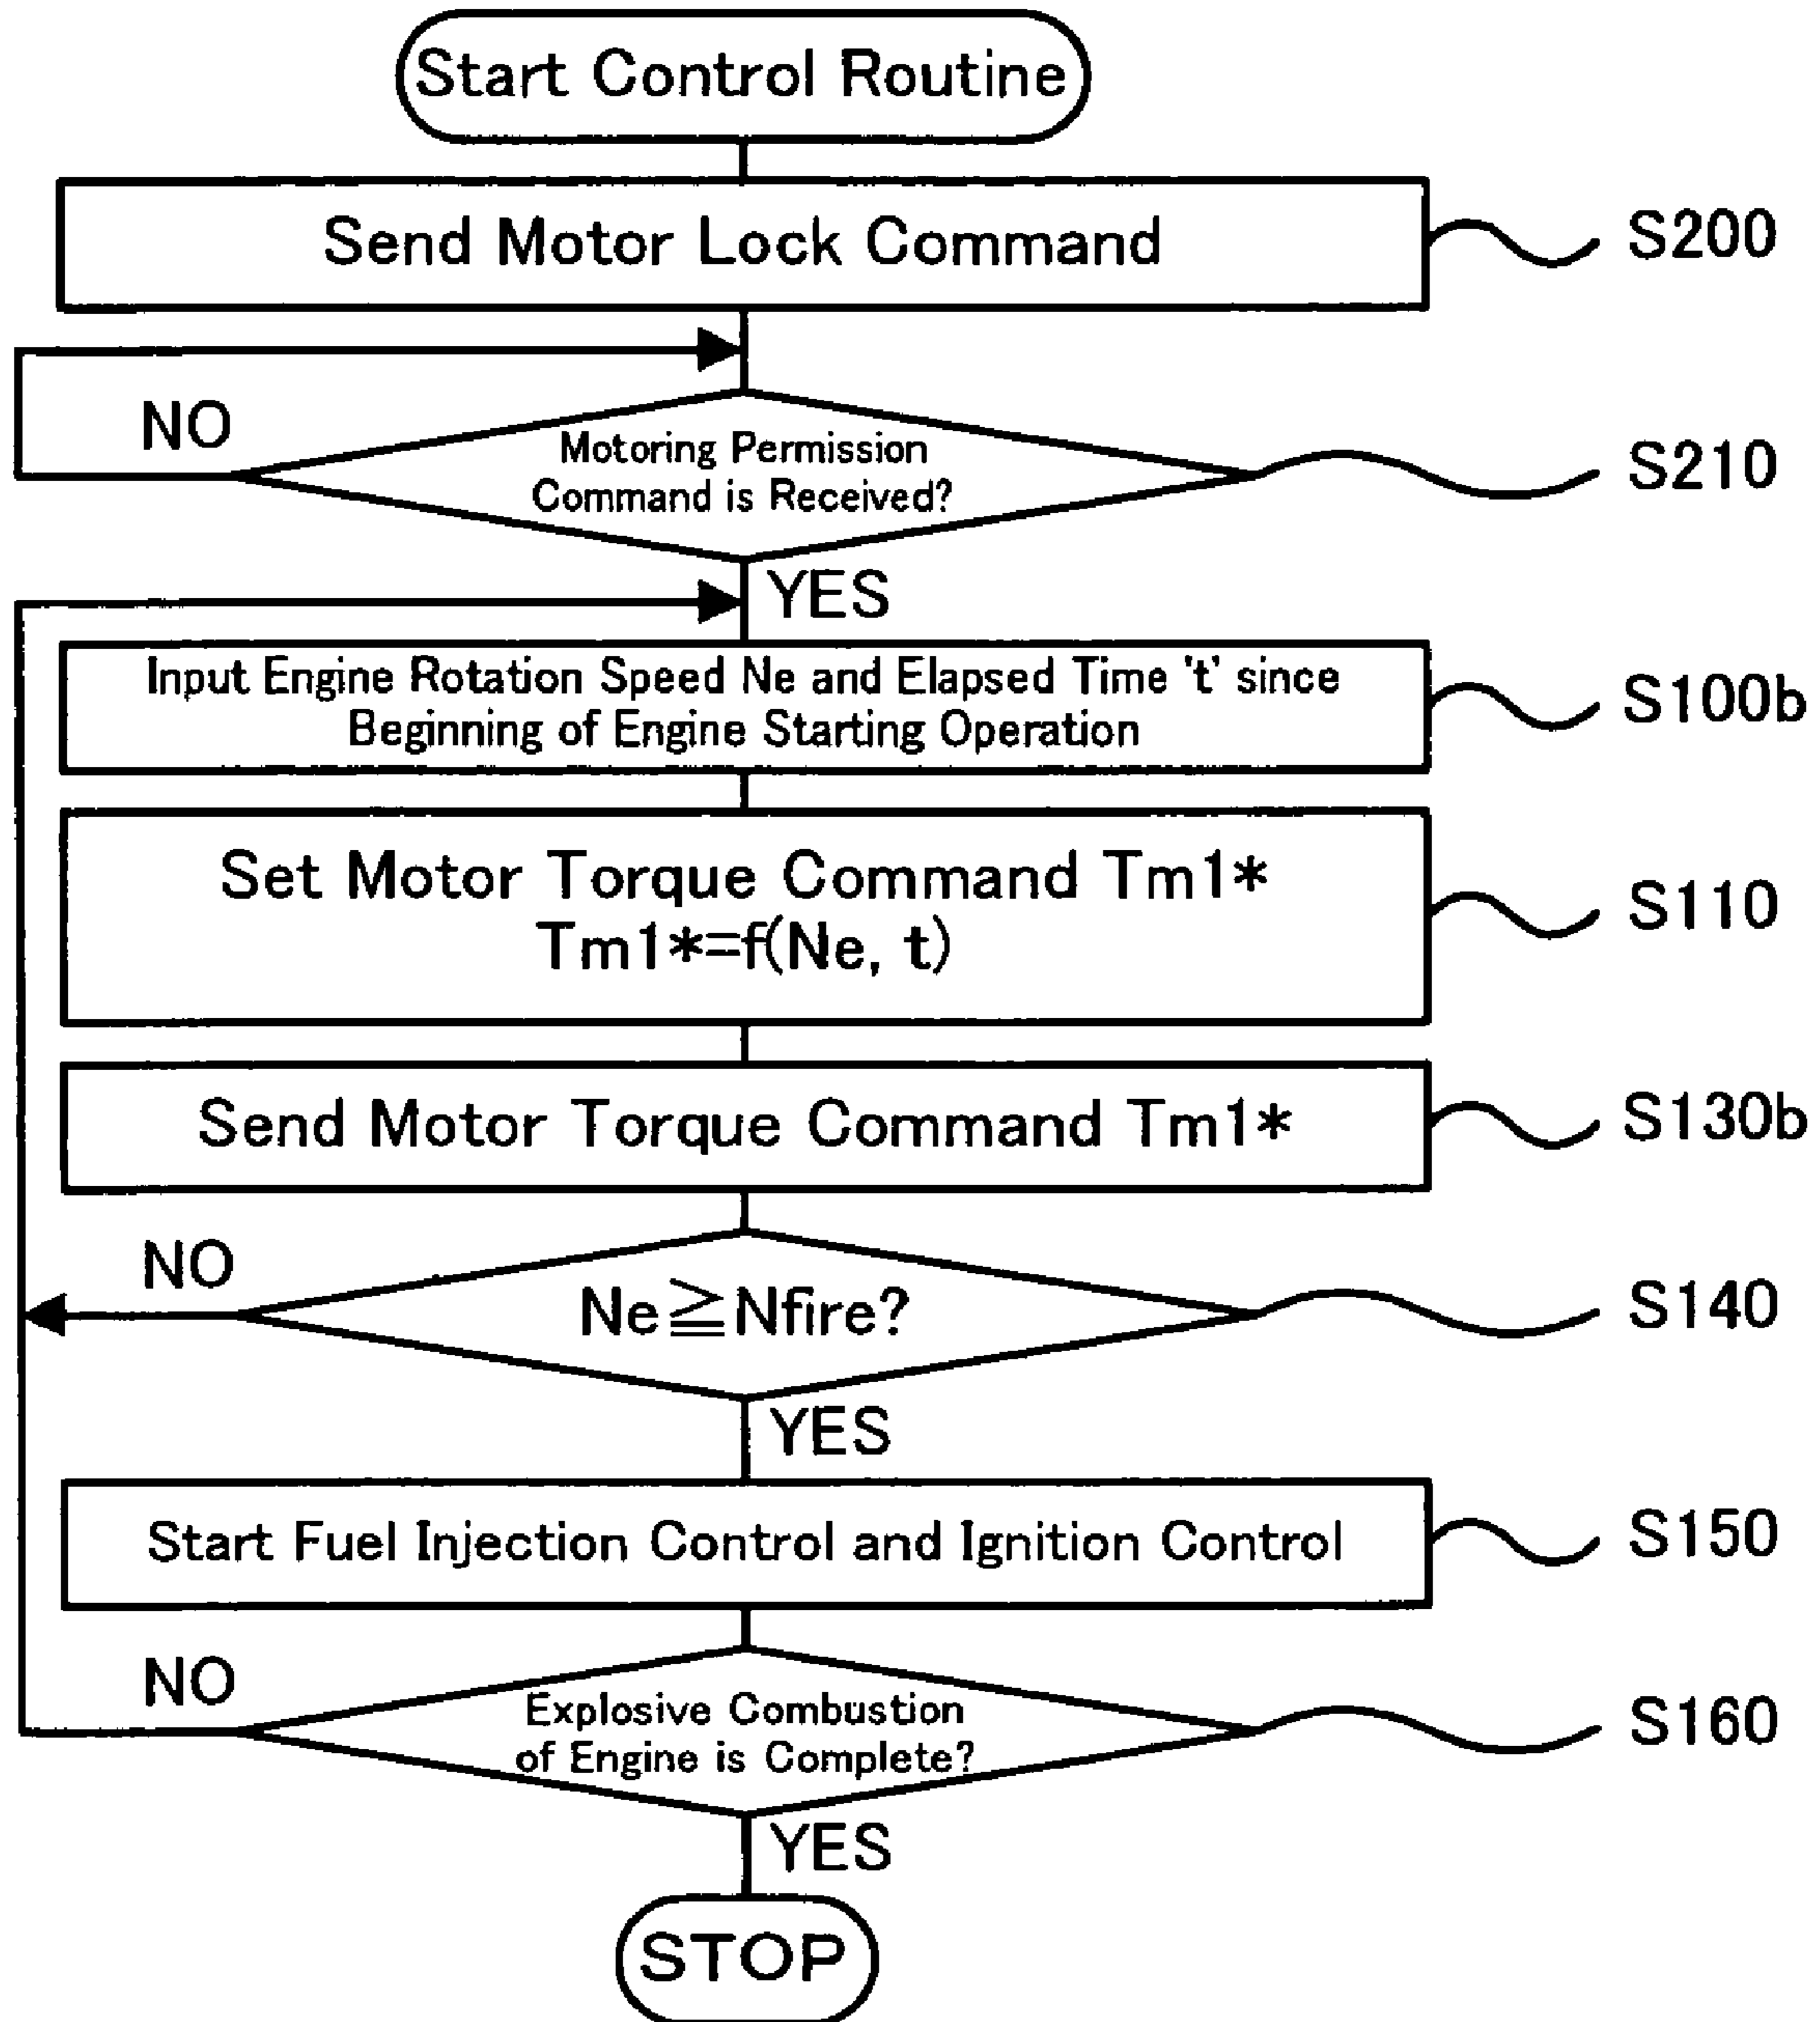 Start Control Routine
Send Motor Lock Command
S200
NO
Motoring Permission
Command is Received?
S210
YES
Input Engine Rotation Speed Ne and Elapsed Time 't' since
Beginning of Engine Starting Operation
S100b
Set Motor Torque Command Tm1*
Tm1*=f(Ne, t)
S110
Send Motor Torque Command Tm1*
S130b
NO
Ne≧Nfire?
S140
YES
Start Fuel Injection Control and Ignition Control
S150
NO
Explosive Combustion
of Engine is Complete?
S160
YES
STOP